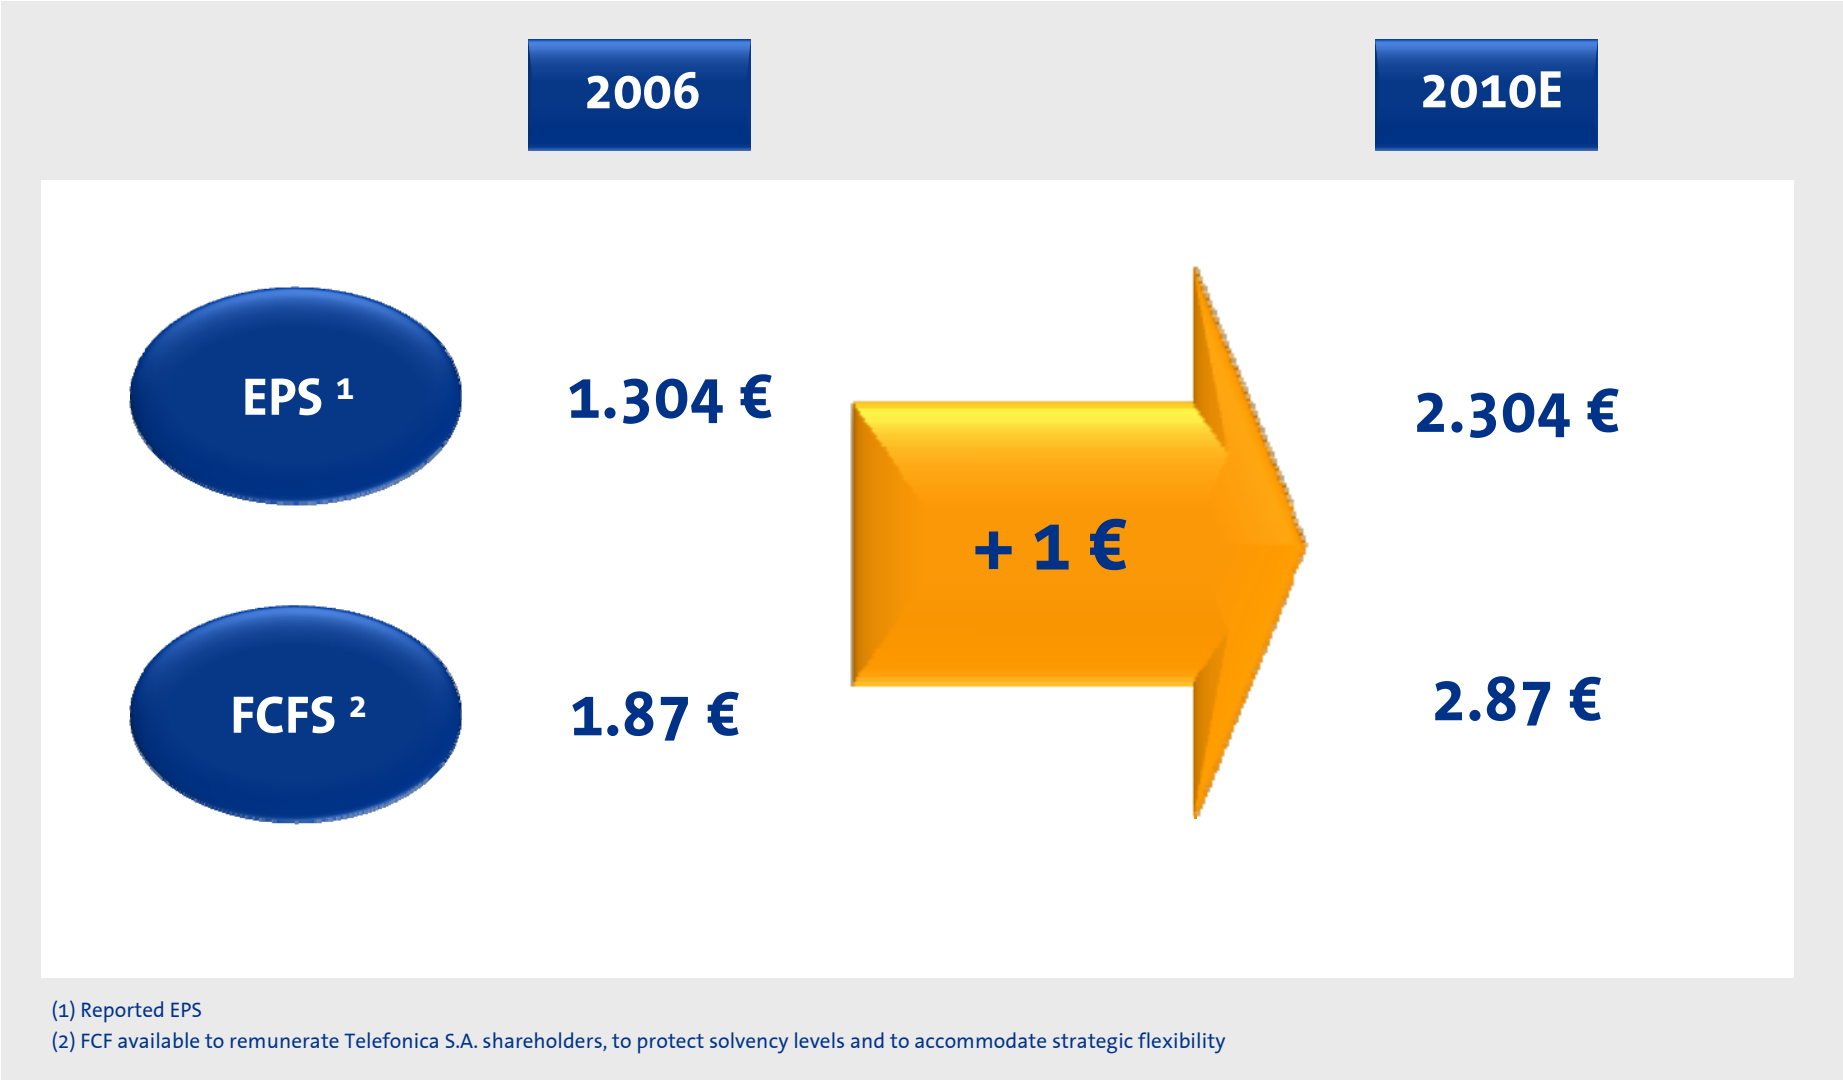 2006
2010E
EPS ¹
1.304 €
2.304 €
+ 1 €
FCFS ²
1.87 €
2.87 €
(1) Reported EPS
(2) FCF available to remunerate Telefonica S.A. shareholders, to protect solvency levels and to accommodate strategic flexibility